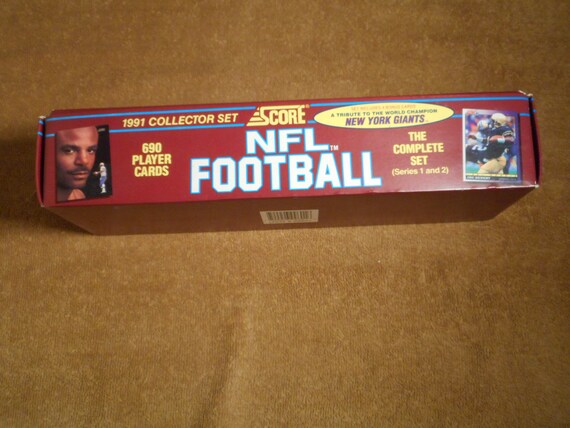 1991 COLLECTOR SET
SCORE
A TRIBUTE TO THE WORLD CHAMPION
NEW YORK GIANTS
690
PLAYER
CARDS
NFL™
FOOTBALL
THE
COMPLETE
SET
(Series 1 and 2)